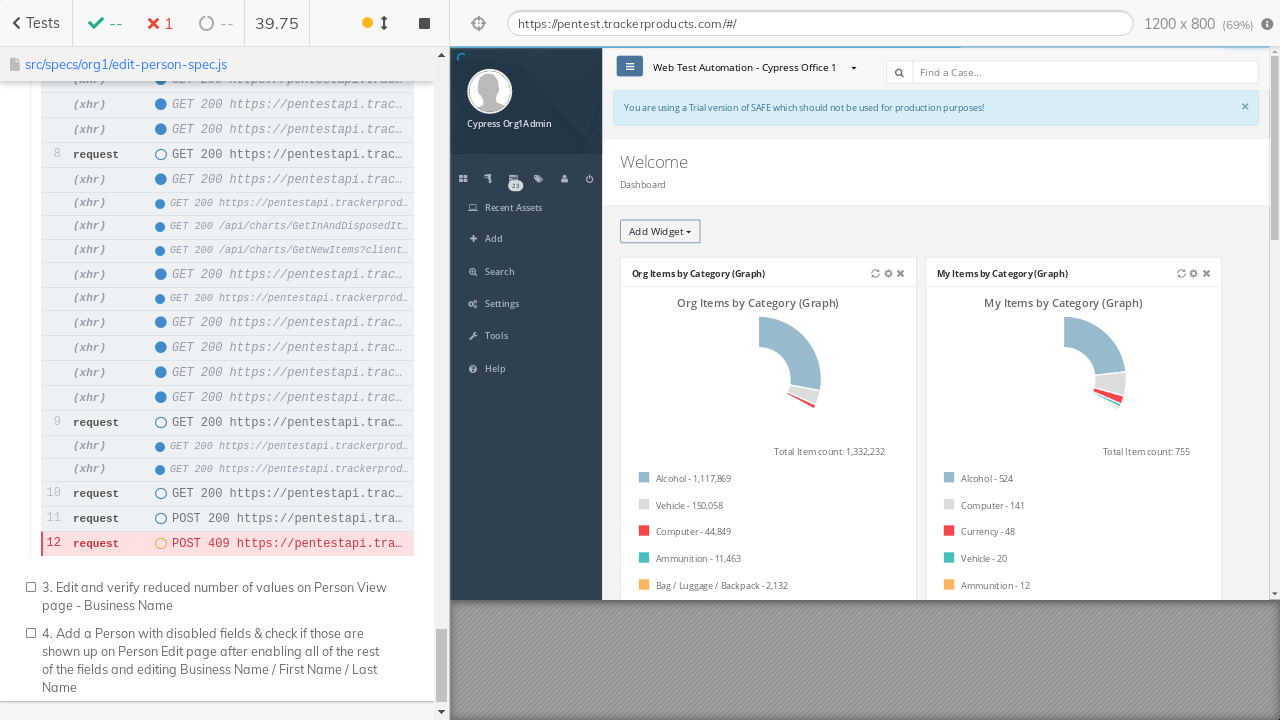 Tests
--
1
--
39.75
https://pentest.trackerproducts.com/#/
1200 x 800 (69%)
src/specs/org1/edit-person-spec.js
(xhr) GET 200 https://pentestapi.trac…
(xhr) GET 200 https://pentestapi.trac…
(xhr) GET 200 https://pentestapi.trac…
8 request GET 200 https://pentestapi.trac…
(xhr) GET 200 https://pentestapi.trac…
(xhr) GET 200 https://pentestapi.trackerprod…
(xhr) GET 200 /api/charts/GetInAndDisposedIt…
(xhr) GET 200 /api/charts/GetNewItems?client…
(xhr) GET 200 https://pentestapi.trac…
(xhr) GET 200 https://pentestapi.trackerprod…
(xhr) GET 200 https://pentestapi.trac…
(xhr) GET 200 https://pentestapi.trac…
(xhr) GET 200 https://pentestapi.trac…
(xhr) GET 200 https://pentestapi.trac…
9 request GET 200 https://pentestapi.trac…
(xhr) GET 200 https://pentestapi.trackerprod…
(xhr) GET 200 https://pentestapi.trackerprod…
10 request GET 200 https://pentestapi.trac…
11 request POST 200 https://pentestapi.tra…
12 request POST 409 https://pentestapi.tra…
3. Edit and verify reduced number of values on Person View
page - Business Name
4. Add a Person with disabled fields & check if those are
shown up on Person Edit page after enabling all of the rest
of the fields and editing Business Name / First Name / Last
Name
Cypress Org1Admin
23
Recent Assets
Add
Search
Settings
Tools
Help
Web Test Automation - Cypress Office 1
Find a Case...
You are using a Trial version of SAFE which should not be used for production purposes!
×
Welcome
Dashboard
Add Widget
Org Items by Category (Graph)
Org Items by Category (Graph)
Total Item count: 1,332,232
Alcohol - 1,117,869
Vehicle - 150,058
Computer - 44,849
Ammunition - 11,463
Bag / Luggage / Backpack - 2,132
My Items by Category (Graph)
My Items by Category (Graph)
Total Item count: 755
Alcohol - 524
Computer - 141
Currency - 48
Vehicle - 20
Ammunition - 12